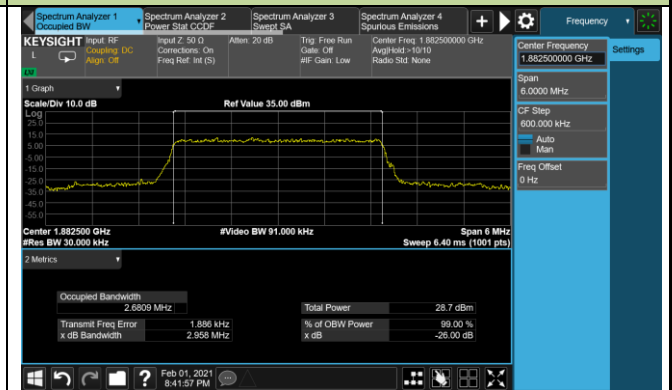 Spectrum Analyzer 1
Occupied BW
Spectrum Analyzer 2
Power Stat CCDF
Spectrum Analyzer 3
Swept SA
Spectrum Analyzer 4
Spurious Emissions
Frequency
KEYSIGHT
L
Input: RF
Coupling: DC
Align: Off
Input Z: 50 Ω
Corrections: On
Freq Ref: Int (S)
Atten: 20 dB
Trig: Free Run
Gate: Off
#IF Gain: Low
Center Freq: 1.882500000 GHz
Avg|Hold:>10/10
Radio Std: None
Center Frequency
1.882500000 GHz
Settings
Span
6.0000 MHz
CF Step
600.000 kHz
Auto
Man
Freq Offset
0 Hz
1 Graph
Scale/Div 10.0 dB
Ref Value 35.00 dBm
Log
25.0
15.0
5.00
-5.00
-15.0
-25.0
-35.0
-45.0
-55.0
Center 1.882500 GHz
#Video BW 91.000 kHz
Span 6 MHz
#Res BW 30.000 kHz
Sweep 6.40 ms (1001 pts)
2 Metrics
Occupied Bandwidth
2.6809 MHz
Total Power
28.7 dBm
Transmit Freq Error
1.886 kHz
% of OBW Power
99.00 %
x dB Bandwidth
2.958 MHz
x dB
-26.00 dB
Feb 01, 2021
8:41:57 PM